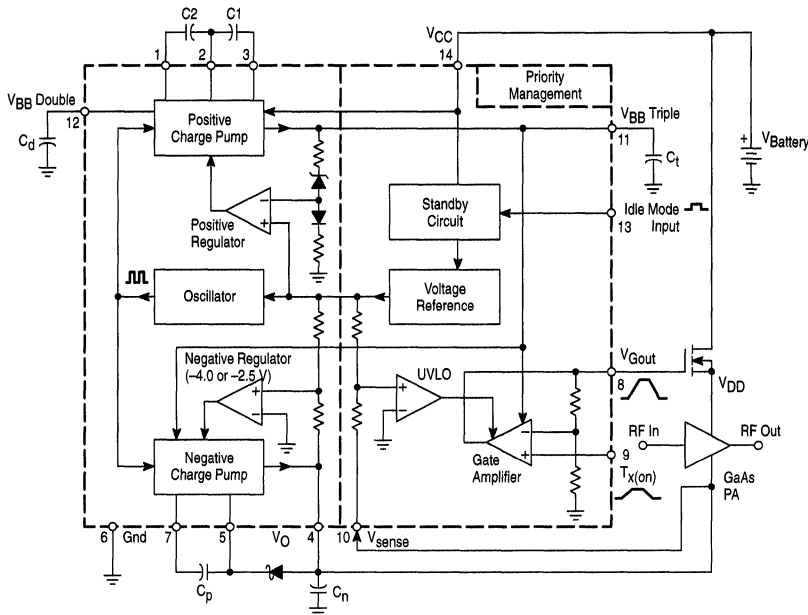 C2 C1
VCC
1 2 3
14
Priority
Management
VBB Double
12
Positive
Charge Pump
VBB Triple
11
Cd
Ct
+
VBattery
Standby
Circuit
Idle Mode
Input
13
Positive
Regulator
−
+
Oscillator
Voltage
Reference
Negative Regulator
(–4.0 or –2.5 V)
+
−
UVLO
+
−
VGout
8
VDD
Negative
Charge Pump
Gate
Amplifier
−
+
RF In
RF Out
9
Tx(on)
GaAs
PA
6 Gnd 7 5 VO 4 10 Vsense
Cp
Cn